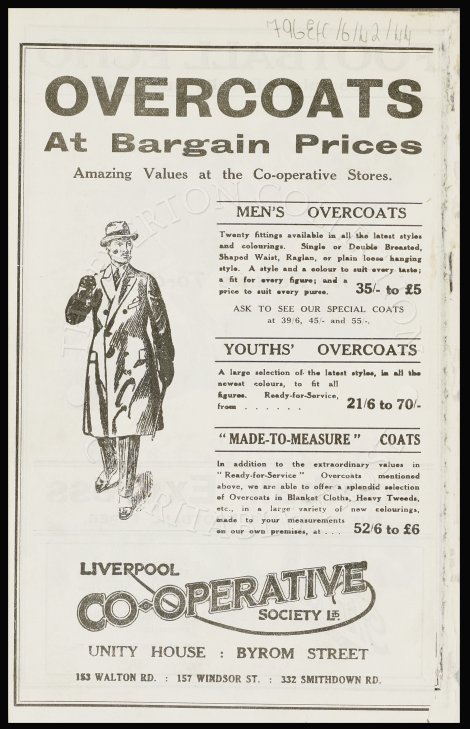 796EFC/6/42/44
OVERCOATS
At Bargain Prices
Amazing Values at the Co-operative Stores.
MEN'S OVERCOATS
Twenty fittings available in all the latest styles
and colourings. Single or Double Breasted,
Shaped Waist, Raglan, or plain loose hanging
style. A style and a colour to suit every taste;
a fit for every figure; and a
price to suit every purse. 35/- to £5
ASK TO SEE OUR SPECIAL COATS
at 39/6, 45/- and 55/-.
YOUTHS' OVERCOATS
A large selection of the latest styles, in all the
newest colours, to fit all
figures. Ready-for-Service,
from . . . . . . 21/6 to 70/-
"MADE-TO-MEASURE" COATS
In addition to the extraordinary values in
"Ready-for-Service" Overcoats mentioned
above, we are able to offer a splendid selection
of Overcoats in Blanket Cloths, Heavy Tweeds,
etc., in a large variety of new colourings,
made to your measurements
on our own premises, at . . . 52/6 to £6
LIVERPOOL
CO-OPERATIVE
SOCIETY LTD.
UNITY HOUSE : BYROM STREET
183 WALTON RD. : 157 WINDSOR ST. : 332 SMITHDOWN RD.